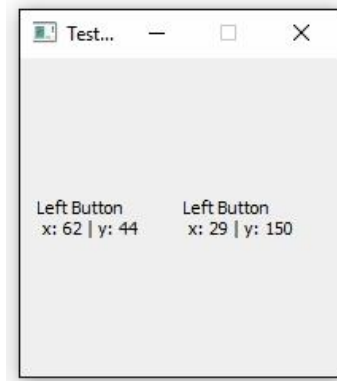 Test...
Left Button
x: 62 | y: 44
Left Button
x: 29 | y: 150